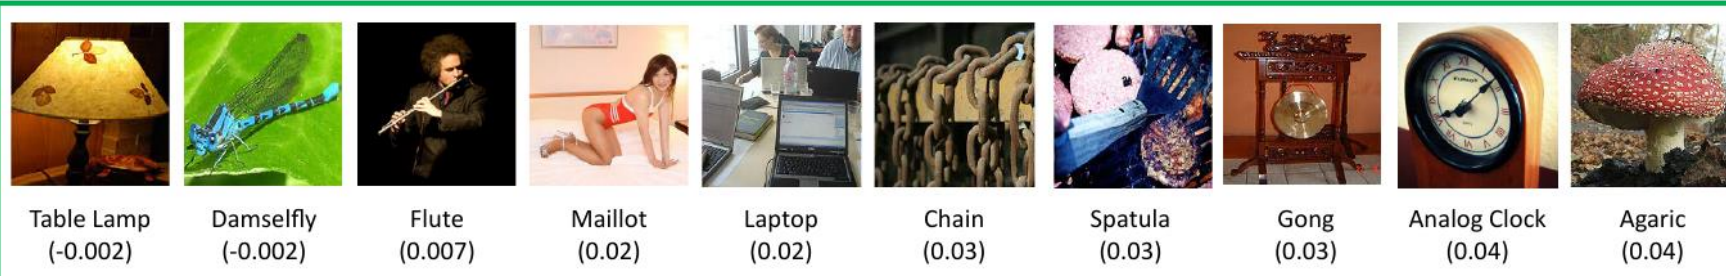 Table Lamp
(-0.002)
Damselfly
(-0.002)
Flute
(0.007)
Maillot
(0.02)
Laptop
(0.02)
Chain
(0.03)
Spatula
(0.03)
Gong
(0.03)
Analog Clock
(0.04)
Agaric
(0.04)